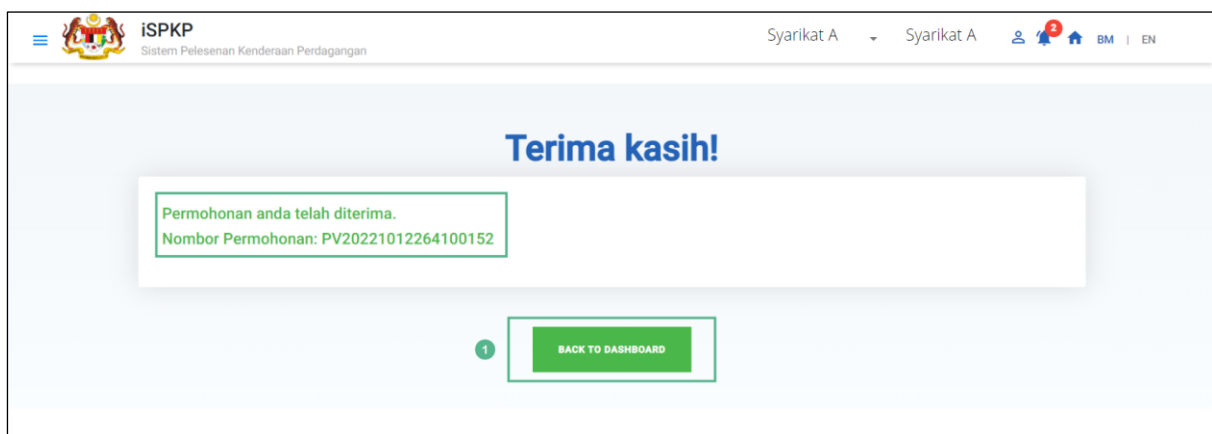 iSPKP
Sistem Pelesenan Kenderaan Perdagangan
Syarikat A
Syarikat A
2
BM | EN
Terima kasih!
Permohonan anda telah diterima.
Nombor Permohonan: PV20221012264100152
1
BACK TO DASHBOARD